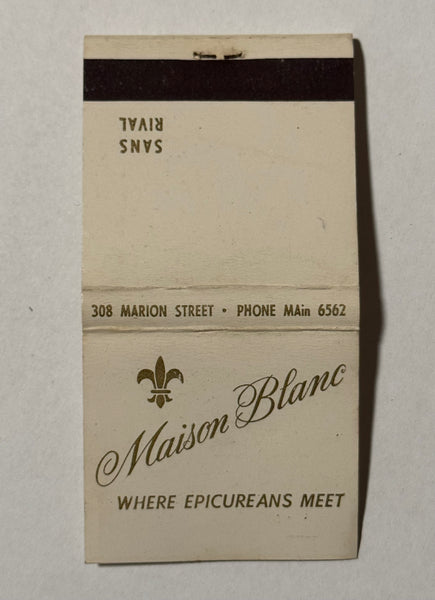 SANS
RIVAL
308 MARION STREET • PHONE MAin 6562
Maison Blanc
WHERE EPICUREANS MEET